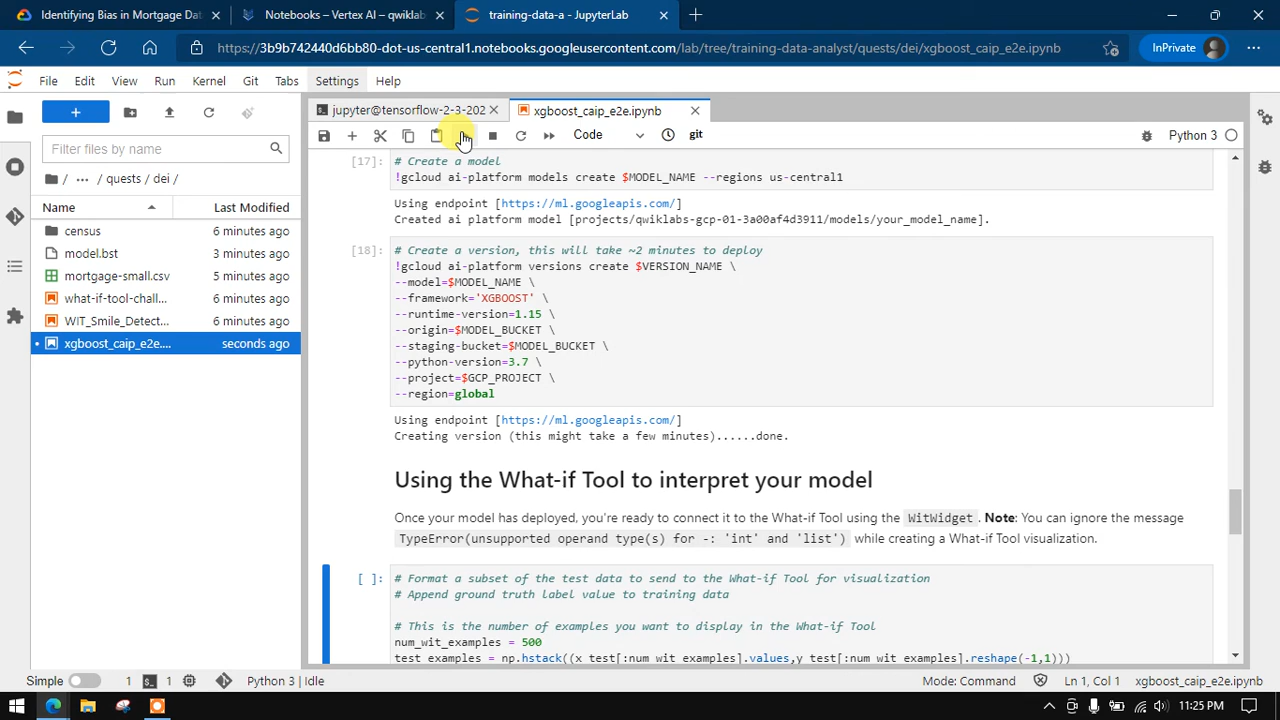 Identifying Bias in Mortgage Dat
Notebooks – Vertex AI – qwiklab
training-data-a - JupyterLab
https://3b9b742440d6bb80-dot-us-central1.notebooks.googleusercontent.com/lab/tree/training-data-analyst/quests/dei/xgboost_caip_e2e.ipynb
InPrivate
File Edit View Run Kernel Git Tabs Settings Help
jupyter@tensorflow-2-3-202
xgboost_caip_e2e.ipynb
Filter files by name
Code
git
Python 3
/ ... quests / dei /
Name Last Modified
census 6 minutes ago
model.bst 3 minutes ago
mortgage-small.csv 5 minutes ago
what-if-tool-chall... 6 minutes ago
WIT_Smile_Detect... 6 minutes ago
xgboost_caip_e2e.... seconds ago
[17]: # Create a model
!gcloud ai-platform models create $MODEL_NAME --regions us-central1
Using endpoint [https://ml.googleapis.com/]
Created ai platform model [projects/qwiklabs-gcp-01-3a00af4d3911/models/your_model_name].
[18]: # Create a version, this will take ~2 minutes to deploy
!gcloud ai-platform versions create $VERSION_NAME \
--model=$MODEL_NAME \
--framework='XGBOOST' \
--runtime-version=1.15 \
--origin=$MODEL_BUCKET \
--staging-bucket=$MODEL_BUCKET \
--python-version=3.7 \
--project=$GCP_PROJECT \
--region=global
Using endpoint [https://ml.googleapis.com/]
Creating version (this might take a few minutes)......done.
Using the What-if Tool to interpret your model
Once your model has deployed, you're ready to connect it to the What-if Tool using the WitWidget. Note: You can ignore the message
TypeError(unsupported operand type(s) for -: 'int' and 'list') while creating a What-if Tool visualization.
[ ]: # Format a subset of the test data to send to the What-if Tool for visualization
# Append ground truth label value to training data
# This is the number of examples you want to display in the What-if Tool
num_wit_examples = 500
test_examples = np.hstack((x_test[:num_wit_examples].values,y_test[:num_wit_examples].reshape(-1,1)))
Simple 1 1 Python 3 | Idle Mode: Command Ln 1, Col 1 xgboost_caip_e2e.ipynb
11:25 PM